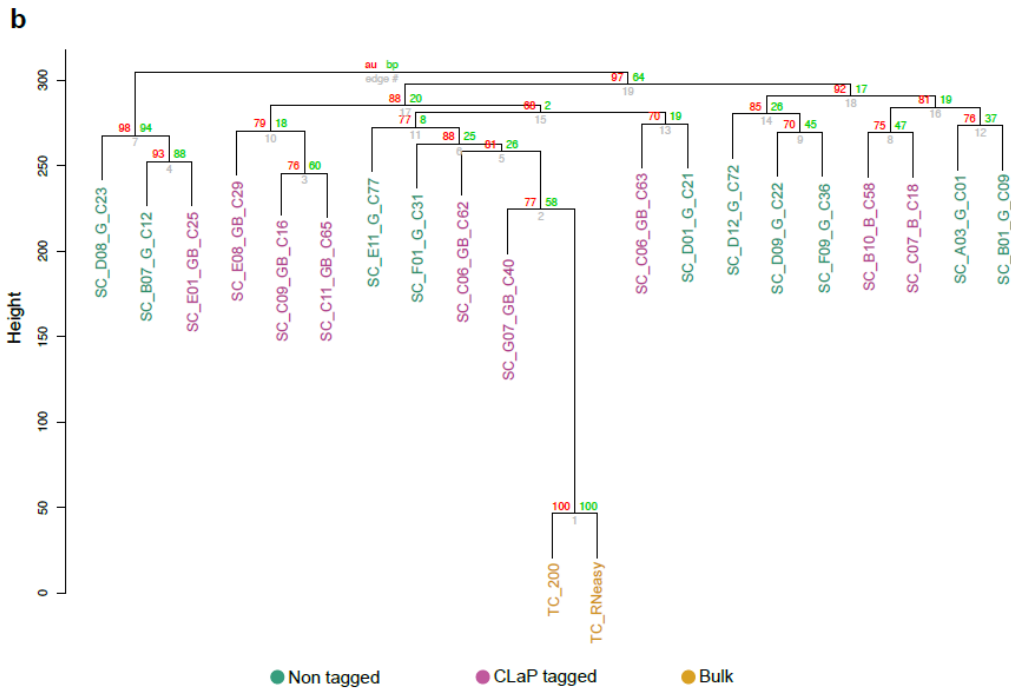 b
au bp
edge #
97 64
19
92 17
18
88 20
17
81 19
16
88 2
15
85 26
14
70 19
13
76 37
12
77 8
11
79 18
10
70 45
9
75 47
8
98 94
7
88 25
6
81 26
5
93 88
4
76 60
3
77 58
2
100 100
1
Height
300
250
200
150
100
50
0
SC_D08_G_C23
SC_B07_G_C12
SC_E01_GB_C25
SC_E08_GB_C29
SC_C09_GB_C16
SC_C11_GB_C65
SC_E11_G_C77
SC_F01_G_C31
SC_C06_GB_C62
SC_G07_GB_C40
TC_200
TC_RNeasy
SC_C06_GB_C63
SC_D01_G_C21
SC_D12_G_C72
SC_D09_G_C22
SC_F09_G_C36
SC_B10_B_C58
SC_C07_B_C18
SC_A03_G_C01
SC_B01_G_C09
Non tagged
CLaP tagged
Bulk